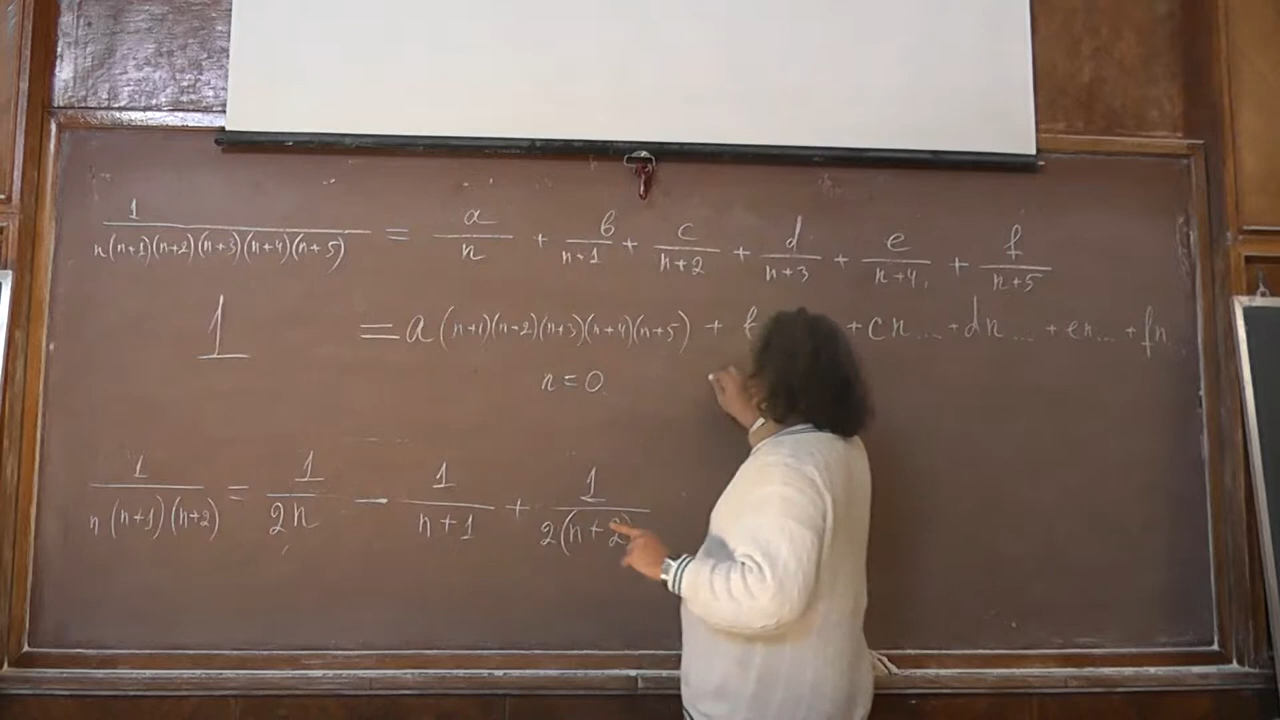 1/(n(n+1)(n+2)(n+3)(n+4)(n+5)) = a/n + b/(n+1) + c/(n+2) + d/(n+3) + e/(n+4) + f/(n+5)
1 = a(n+1)(n+2)(n+3)(n+4)(n+5) + + cn... + dn... + en... + fn
n = 0
1/(n(n+1)(n+2)) = 1/(2n) - 1/(n+1) + 1/(2(n+2))